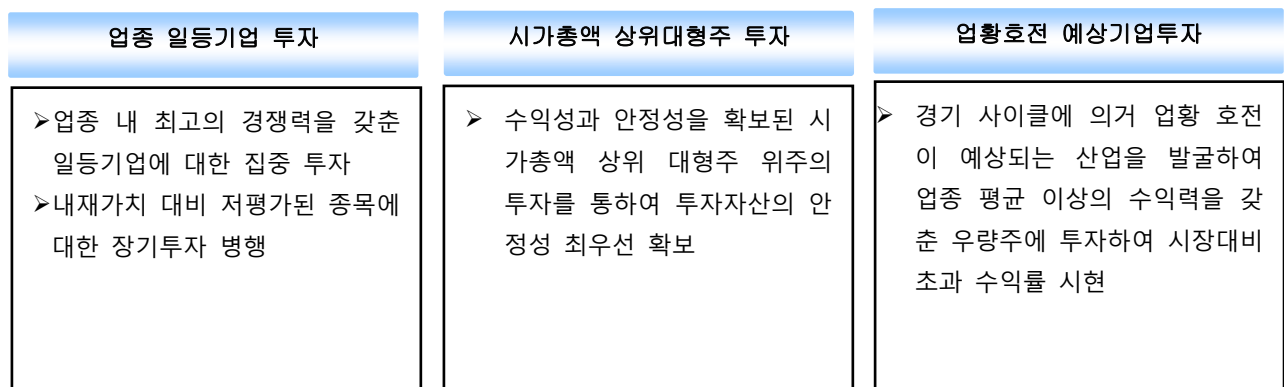 업종 일등기업 투자
➢업종 내 최고의 경쟁력을 갖춘
일등기업에 대한 집중 투자
➢내재가치 대비 저평가된 종목에
대한 장기투자 병행
시가총액 상위대형주 투자
➢ 수익성과 안정성을 확보된 시
가총액 상위 대형주 위주의
투자를 통하여 투자자산의 안
정성 최우선 확보
업황호전 예상기업투자
➢ 경기 사이클에 의거 업황 호전
이 예상되는 산업을 발굴하여
업종 평균 이상의 수익력을 갖
춘 우량주에 투자하여 시장대비
초과 수익률 시현